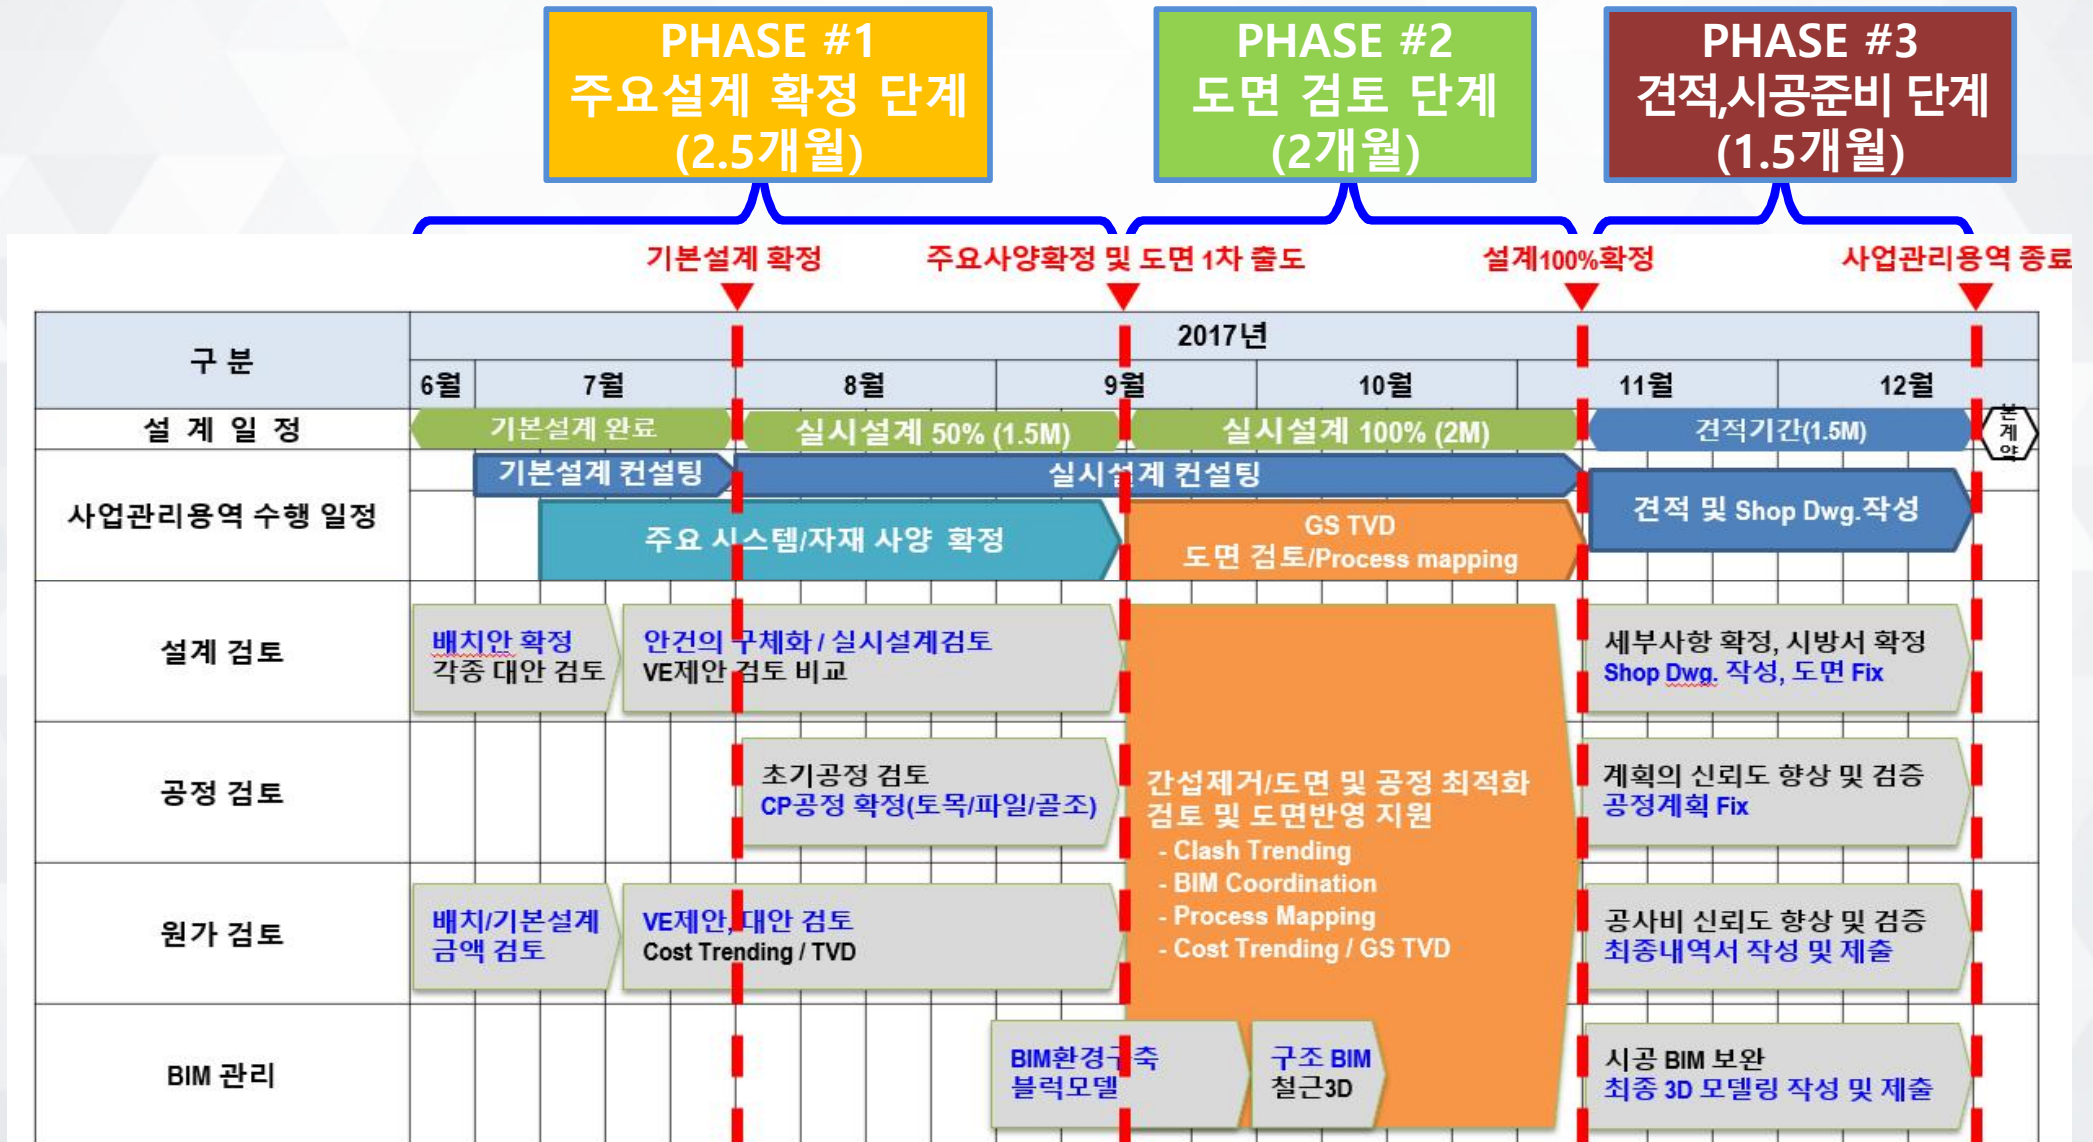 PHASE #1
주요설계 확정 단계
(2.5개월)
PHASE #2
도면 검토 단계
(2개월)
PHASE #3
견적,시공준비 단계
(1.5개월)
기본설계 확정
주요사양확정 및 도면 1차 출도
설계100%확정
사업관리용역 종료
구 분
2017년
6월
7월
8월
9월
10월
11월
12월
설 계 일 정
기본설계 완료
실시설계 50% (1.5M)
실시설계 100% (2M)
견적기간(1.5M)
본
계
약
사업관리용역 수행 일정
기본설계 컨설팅
실시설계 컨설팅
주요 시스템/자재 사양 확정
GS TVD
도면 검토/Process mapping
견적 및 Shop Dwg.작성
설계 검토
배치안 확정
각종 대안 검토
안건의 구체화 / 실시설계검토
VE제안 검토 비교
세부사항 확정, 시방서 확정
Shop Dwg. 작성, 도면 Fix
공정 검토
초기공정 검토
CP공정 확정(토목/파일/골조)
간섭제거/도면 및 공정 최적화
검토 및 도면반영 지원
- Clash Trending
- BIM Coordination
- Process Mapping
- Cost Trending / GS TVD
계획의 신뢰도 향상 및 검증
공정계획 Fix
원가 검토
배치/기본설계
금액 검토
VE제안, 대안 검토
Cost Trending / TVD
공사비 신뢰도 향상 및 검증
최종내역서 작성 및 제출
BIM 관리
BIM환경구축
블럭모델
구조 BIM
철근3D
시공 BIM 보완
최종 3D 모델링 작성 및 제출